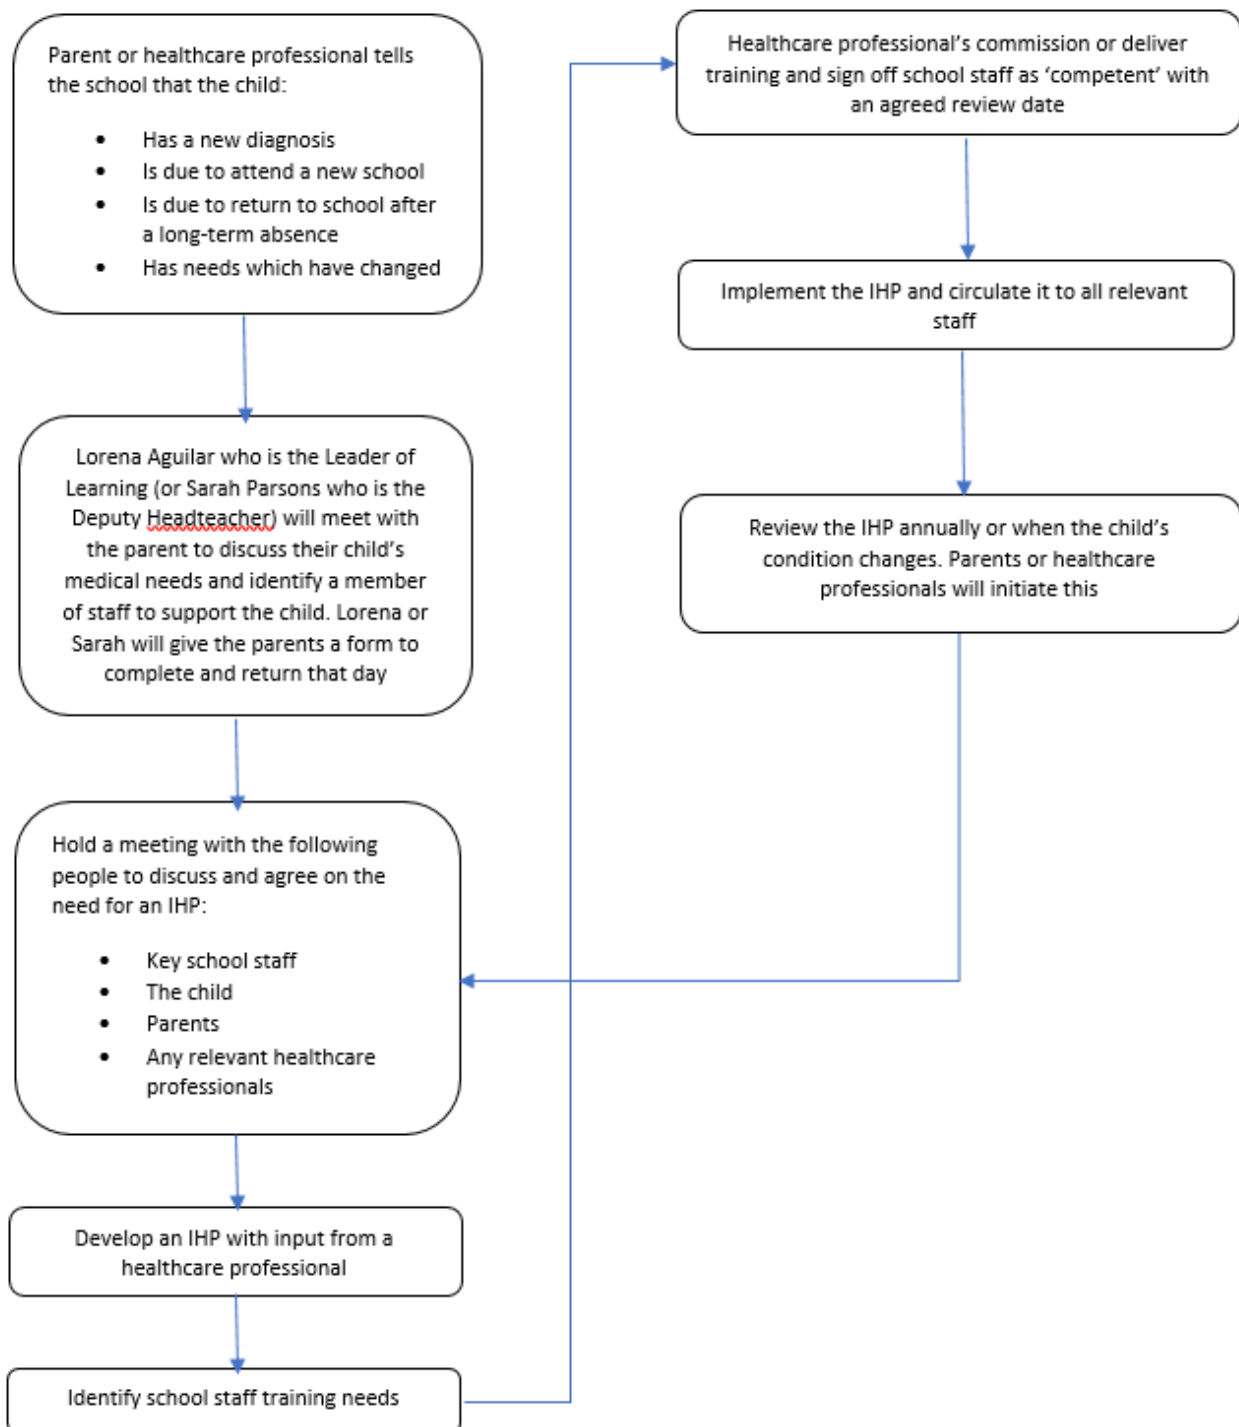 Parent or healthcare professional tells
the school that the child:
• Has a new diagnosis
• Is due to attend a new school
• Is due to return to school after
a long-term absence
• Has needs which have changed
Lorena Aguilar who is the Leader of
Learning (or Sarah Parsons who is the
Deputy Headteacher) will meet with
the parent to discuss their child’s
medical needs and identify a member
of staff to support the child. Lorena or
Sarah will give the parents a form to
complete and return that day
Hold a meeting with the following
people to discuss and agree on the
need for an IHP:
• Key school staff
• The child
• Parents
• Any relevant healthcare
professionals
Develop an IHP with input from a
healthcare professional
Identify school staff training needs
Healthcare professional’s commission or deliver
training and sign off school staff as ‘competent’ with
an agreed review date
Implement the IHP and circulate it to all relevant
staff
Review the IHP annually or when the child’s
condition changes. Parents or healthcare
professionals will initiate this